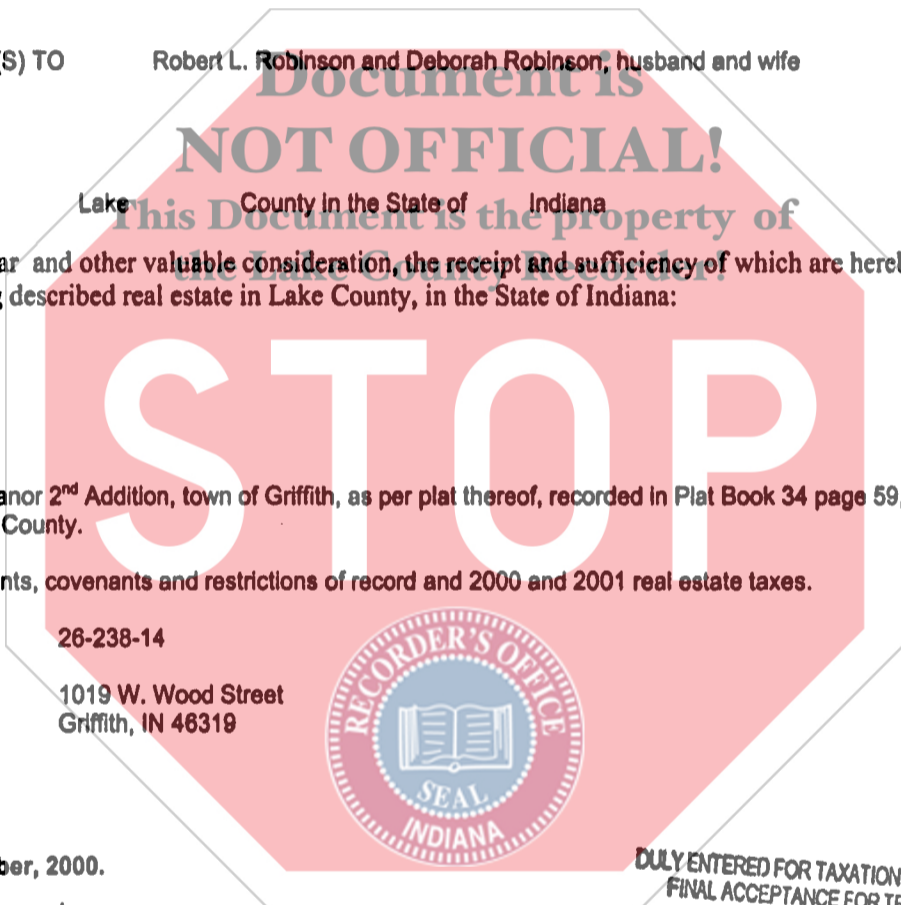 (S) TO Robert L. Robinson and Deborah Robinson, husband and wife
Document is
NOT OFFICIAL!
Lake County in the State of Indiana
This Document is the property of
the Lake County Recorder!
and other valuable consideration, the receipt and sufficiency of which are
described real estate in Lake County, in the State of Indiana:
STOP
2nd Addition, town of Griffith, as per plat thereof, recorded in Plat Book 34 page 59
County.
covenants and restrictions of record and 2000 and 2001 real estate taxes.
26-238-14
1019 W. Wood Street
Griffith, IN 46319
RECORDER'S OFFICE
SEAL
INDIANA
, 2000.
DULY ENTERED FOR TAXATION
FINAL ACCEPTANCE FOR